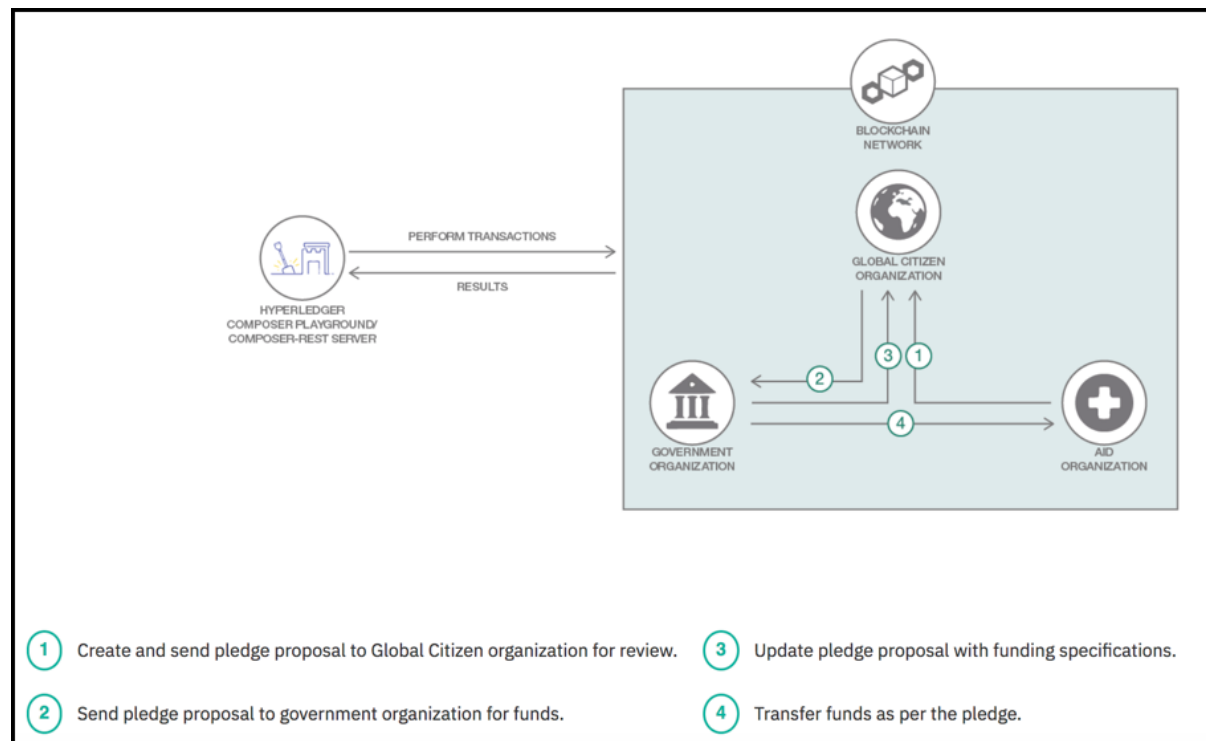 BLOCKCHAIN
NETWORK
GLOBAL CITIZEN
ORGANIZATION
PERFORM TRANSACTIONS
RESULTS
HYPERLEDGER
COMPOSER PLAYGROUND/
COMPOSER-REST SERVER
3
1
2
4
GOVERNMENT
ORGANIZATION
AID
ORGANIZATION
1 Create and send pledge proposal to Global Citizen organization for review.
3 Update pledge proposal with funding specifications.
2 Send pledge proposal to government organization for funds.
4 Transfer funds as per the pledge.